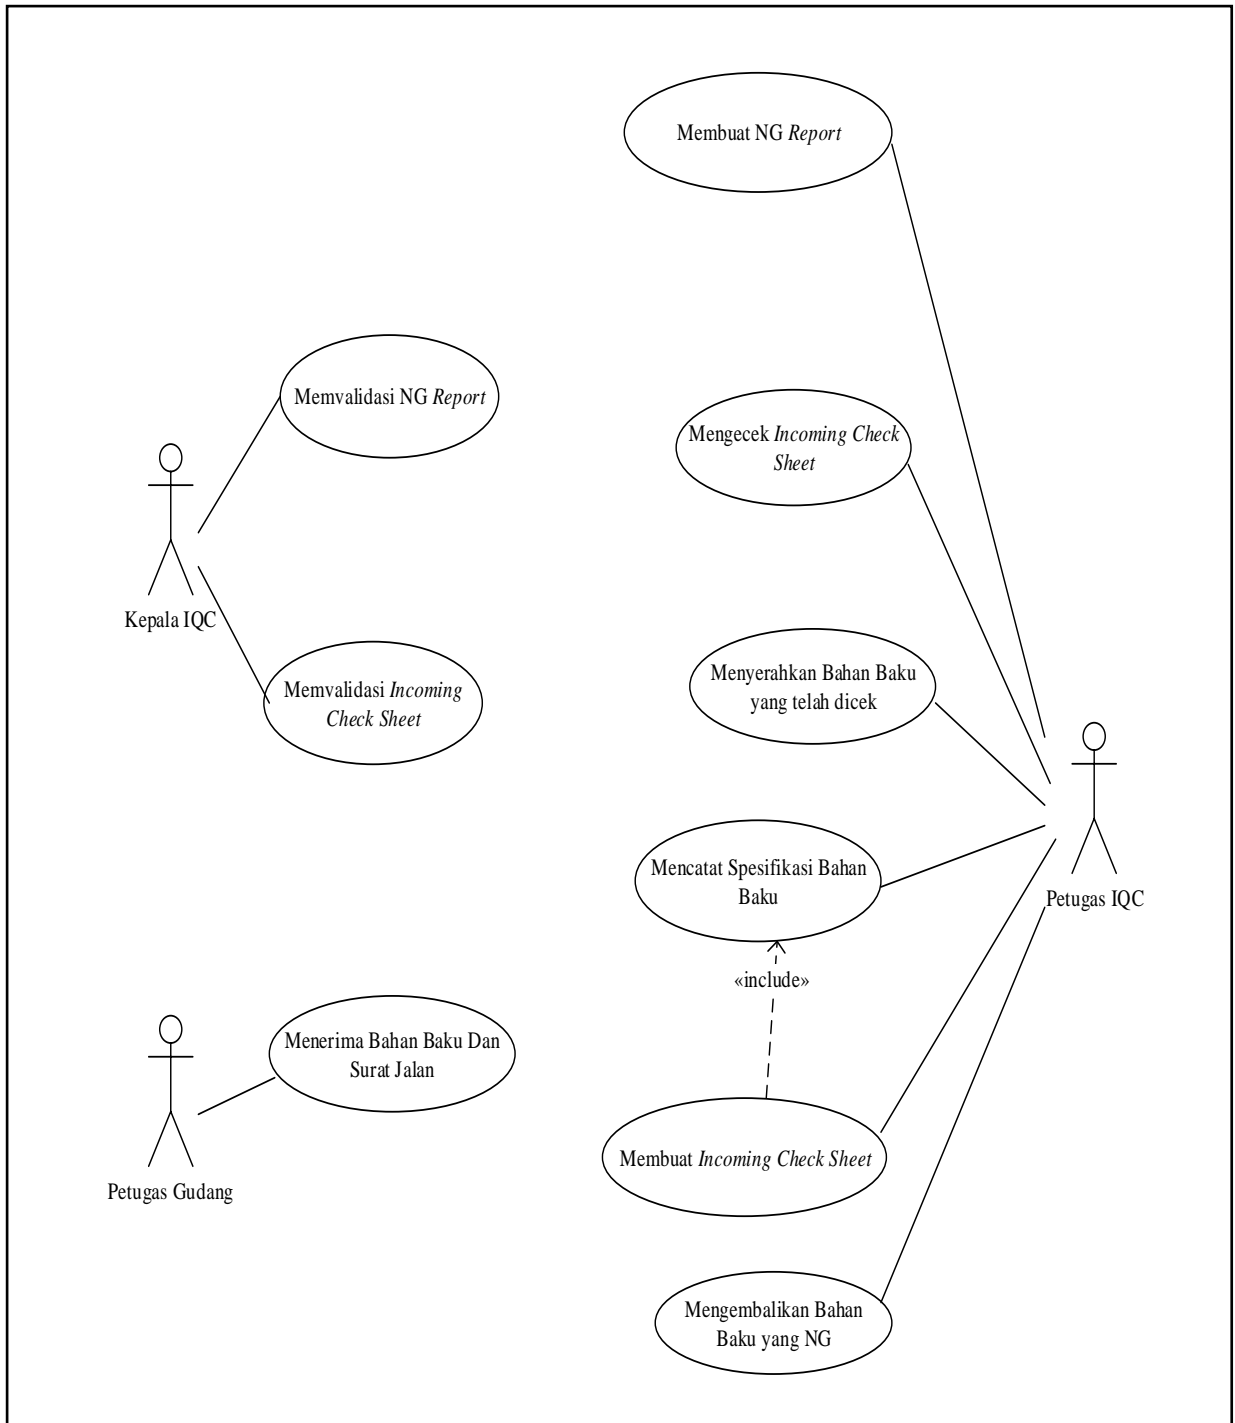 Membuat NG Report
Memvalidasi NG Report
Mengecek Incoming Check
Sheet
Kepala IQC
Memvalidasi Incoming
Check Sheet
Menyerahkan Bahan Baku
yang telah dicek
Mencatat Spesifikasi Bahan
Baku
Petugas IQC
«include»
Menerima Bahan Baku Dan
Surat Jalan
Petugas Gudang
Membuat Incoming Check Sheet
Mengembalikan Bahan
Baku yang NG